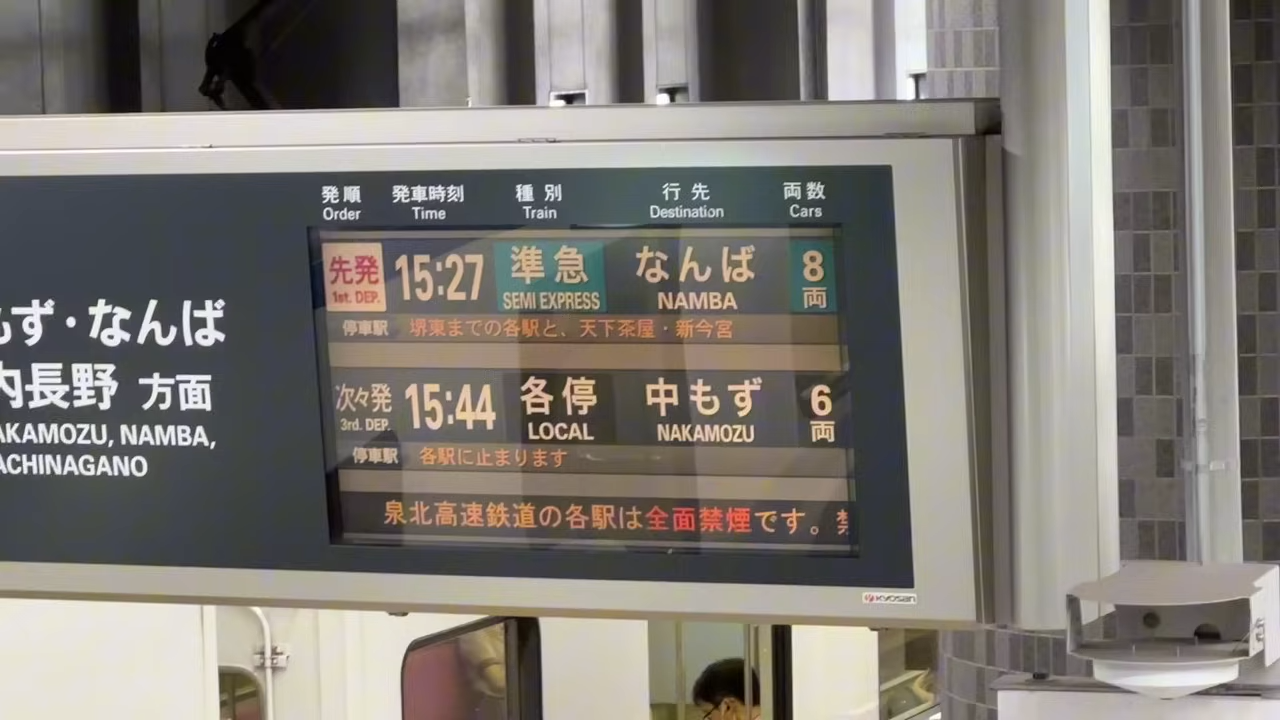 ず・なんば
内長野 方面
AKAMOZU, NAMBA,
ACHINAGANO
発順 発車時刻 種別 行先 両数
Order Time Train Destination Cars
先発 15:27 準急 なんば 8
1st. DEP. SEMI EXPRESS NAMBA 両
停車駅 堺東までの各駅と、天下茶屋・新今宮
次々発 15:44 各停 中もず 6
3rd. DEP. LOCAL NAKAMOZU 両
停車駅 各駅に止まります
泉北高速鉄道の各駅は全面禁煙です。禁
KYOSAN